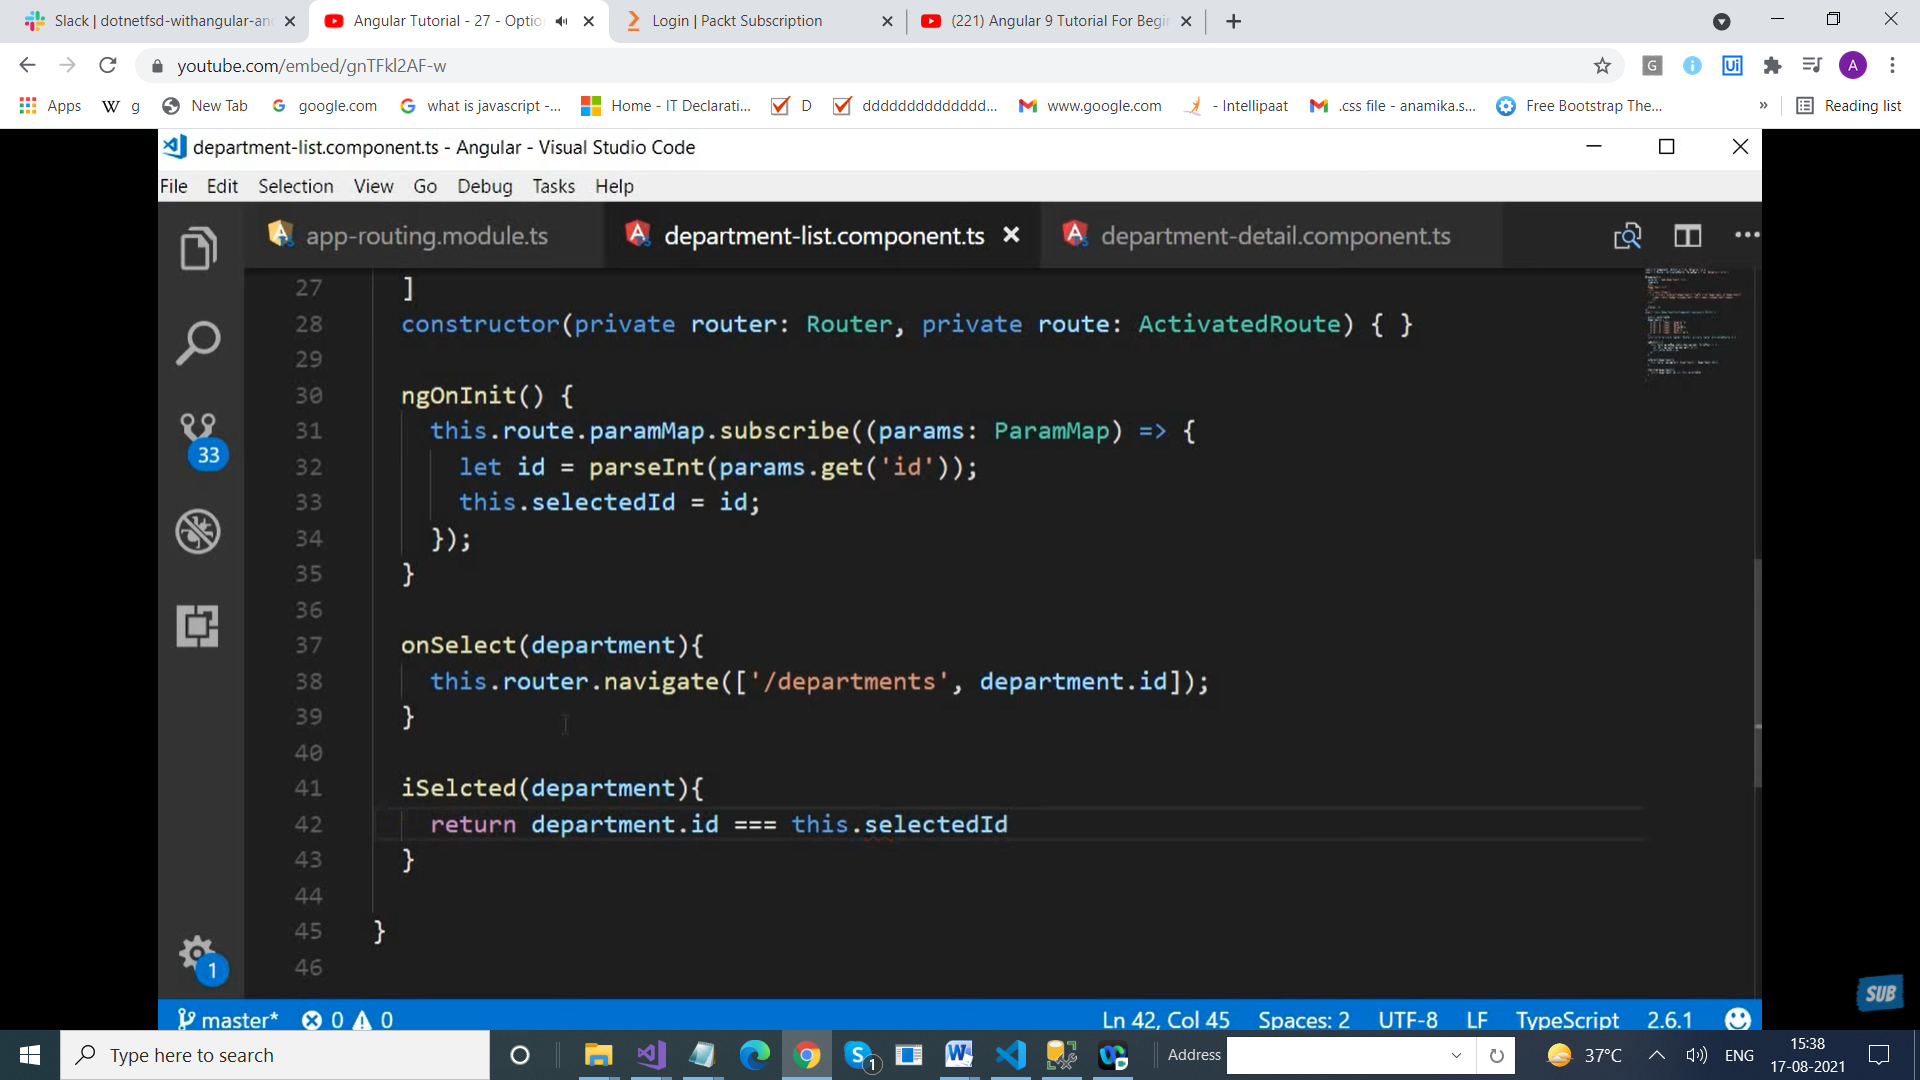 Slack | dotnetfsd-withangular-and
Angular Tutorial - 27 - Optio
Login | Packt Subscription
(221) Angular 9 Tutorial For Begi
youtube.com/embed/gnTFkl2AF-w
G
Ui
A
Apps
W g
New Tab
G google.com
G what is javascript -...
Home - IT Declarati...
D
dddddddddddddd...
www.google.com
- Intellipaat
.css file - anamika.s...
Free Bootstrap The...
»
Reading list
department-list.component.ts - Angular - Visual Studio Code
File Edit Selection View Go Debug Tasks Help
app-routing.module.ts
department-list.component.ts
department-detail.component.ts
33
1
27 ]
28 constructor(private router: Router, private route: ActivatedRoute) { }
29
30 ngOnInit() {
31 this.route.paramMap.subscribe((params: ParamMap) => {
32 let id = parseInt(params.get('id'));
33 this.selectedId = id;
34 });
35 }
36
37 onSelect(department){
38 this.router.navigate(['/departments', department.id]);
39 }
40
41 iSelcted(department){
42 return department.id === this.selectedId
43 }
44
45 }
46
SUB
master* 0 0
Ln 42, Col 45 Spaces: 2 UTF-8 LF TypeScript 2.6.1
Type here to search
S 1
W
Address
37°C
ENG
15:38
17-08-2021